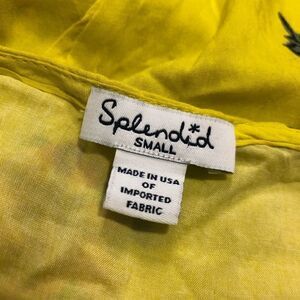 Splendid
SMALL
MADE IN USA
OF
IMPORTED
FABRIC